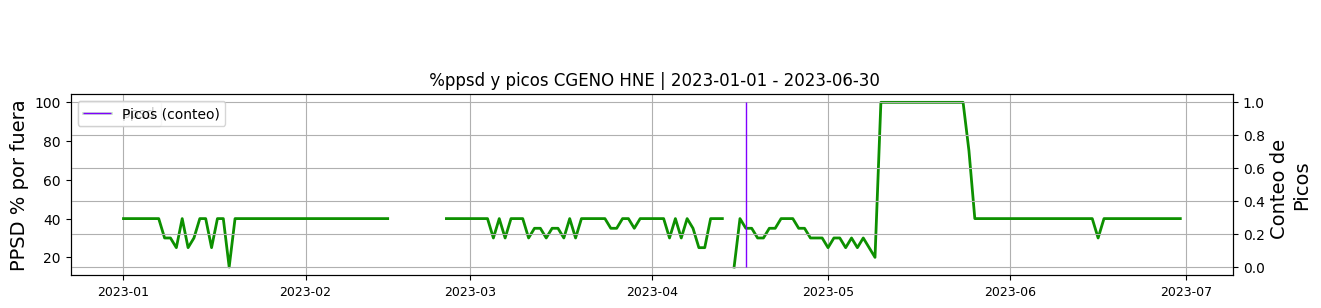 %ppsd y picos CGENO HNE | 2023-01-01 - 2023-06-30
PPSD % por fuera
100
80
60
40
20
Picos (conteo)
1.0
0.8
0.6
0.4
0.2
0.0
Conteo de
Picos
2023-01 2023-02 2023-03 2023-04 2023-05 2023-06 2023-07